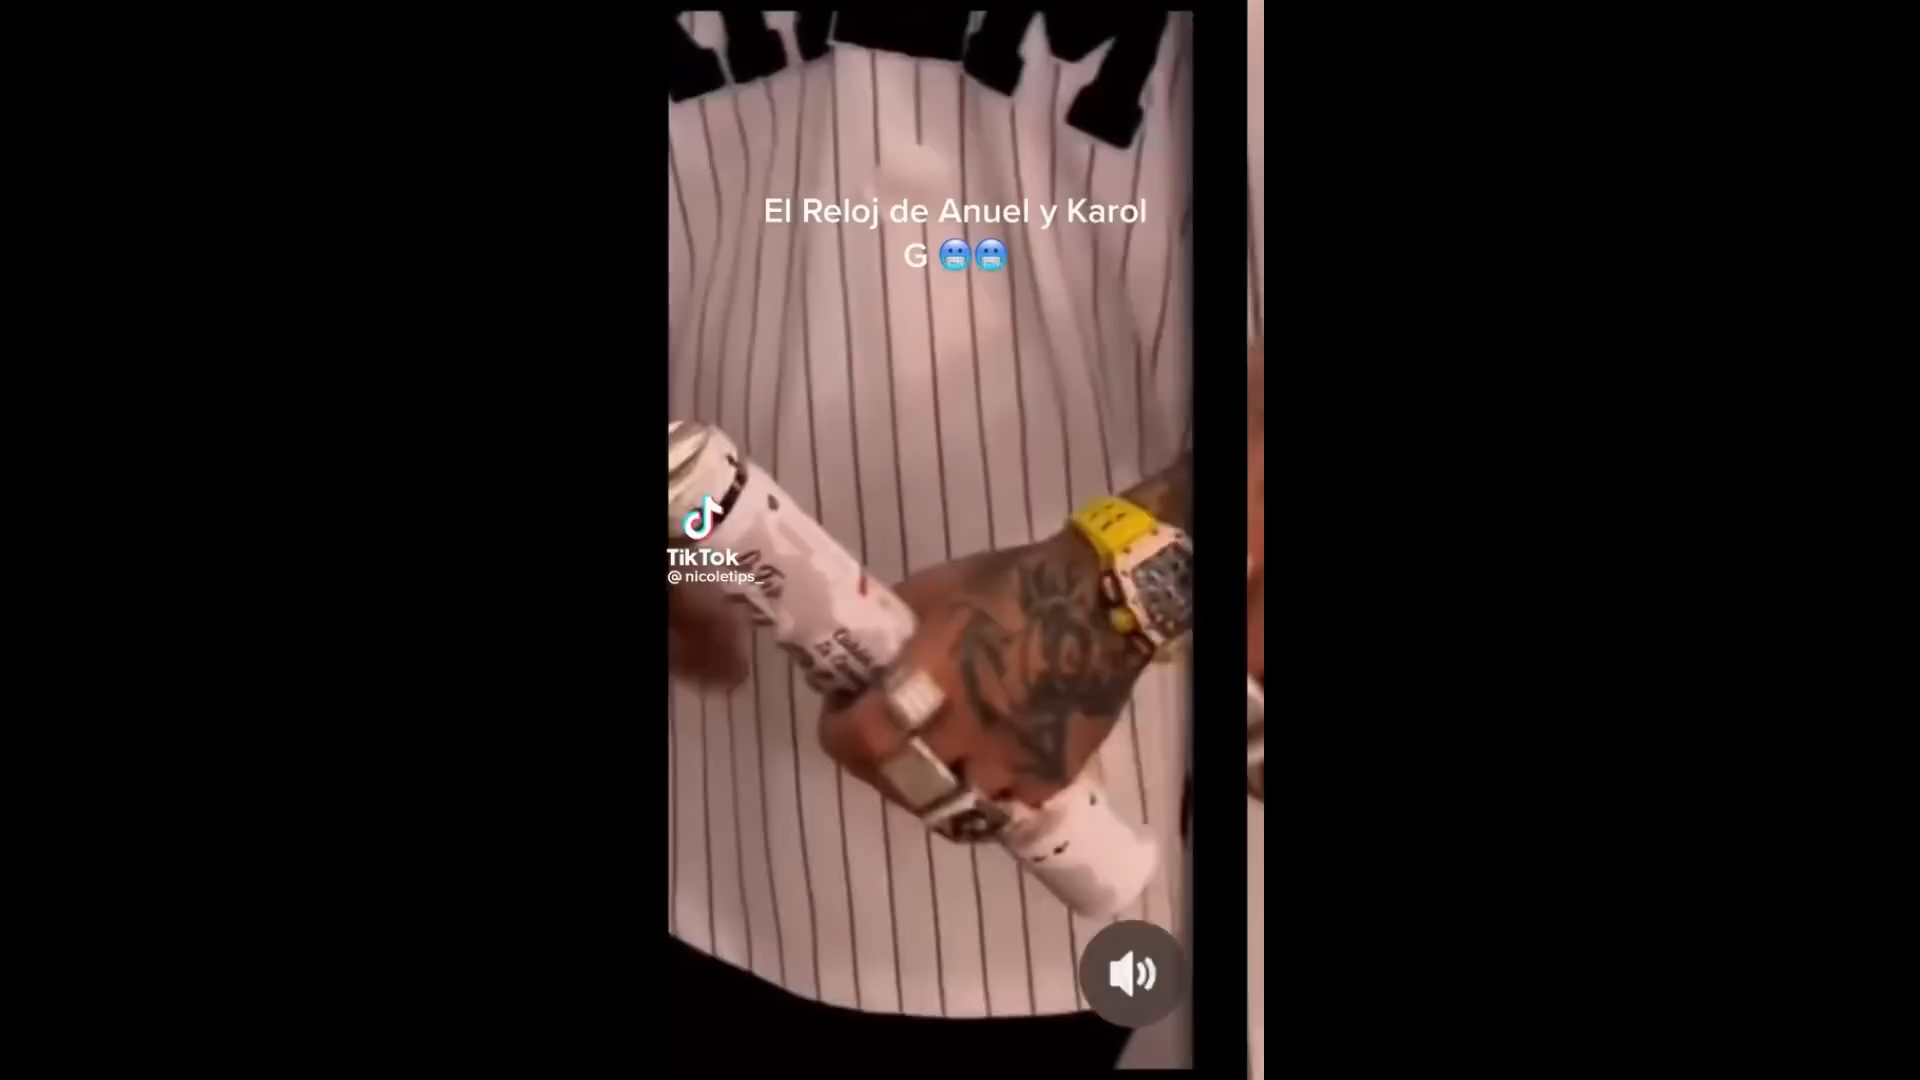 El Reloj de Anuel y Karol
G 🥶🥶
TikTok
@nicoletips_